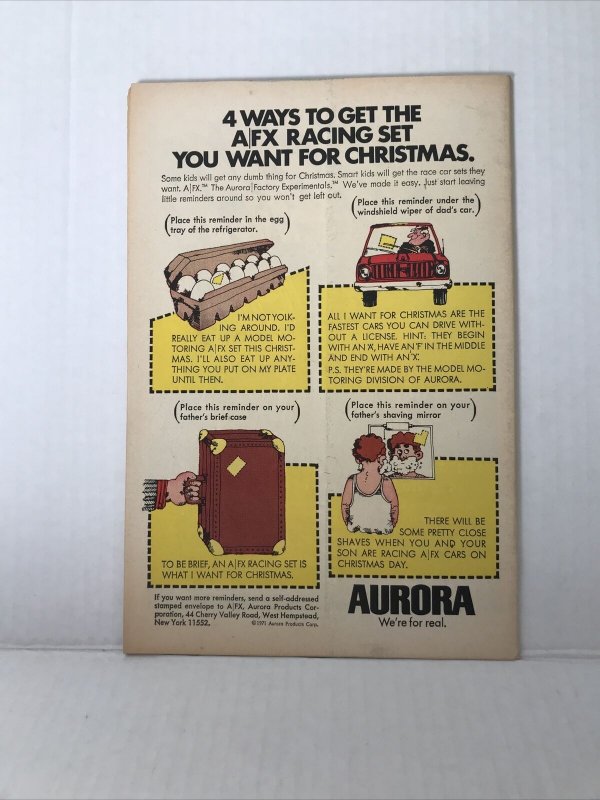 4 WAYS TO GET THE
A/FX RACING SET
YOU WANT FOR CHRISTMAS.
Some kids will get any dumb thing for Christmas. Smart kids will get the race car sets they
want. A/FX.™ The Aurora Factory Experimentals.™ We've made it easy. Just start leaving
little reminders around so you won't get left out.
(Place this reminder in the egg
tray of the refrigerator.)
I'M NOT YOLK-
ING AROUND. I'D
REALLY EAT UP A MODEL MO-
TORING A/FX SET THIS CHRIST-
MAS. I'LL ALSO EAT UP ANY-
THING YOU PUT ON MY PLATE
UNTIL THEN.
(Place this reminder under the
windshield wiper of dad's car.)
ALL I WANT FOR CHRISTMAS ARE THE
FASTEST CARS YOU CAN DRIVE WITH-
OUT A LICENSE. HINT: THEY BEGIN
WITH AN 'A', HAVE AN 'F' IN THE MIDDLE
AND END WITH AN 'X'.
P.S. THEY'RE MADE BY THE MODEL MO-
TORING DIVISION OF AURORA.
(Place this reminder on your
father's brief case)
TO BE BRIEF, AN A/FX RACING SET IS
WHAT I WANT FOR CHRISTMAS.
(Place this reminder on your
father's shaving mirror)
THERE WILL BE
SOME PRETTY CLOSE
SHAVES WHEN YOU AND YOUR
SON ARE RACING A/FX CARS ON
CHRISTMAS DAY.
If you want more reminders, send a self-addressed
stamped envelope to A/FX, Aurora Products Cor-
poration, 44 Cherry Valley Road, West Hempstead,
New York 11552.
©1971 Aurora Products Corp.
AURORA
We're for real.